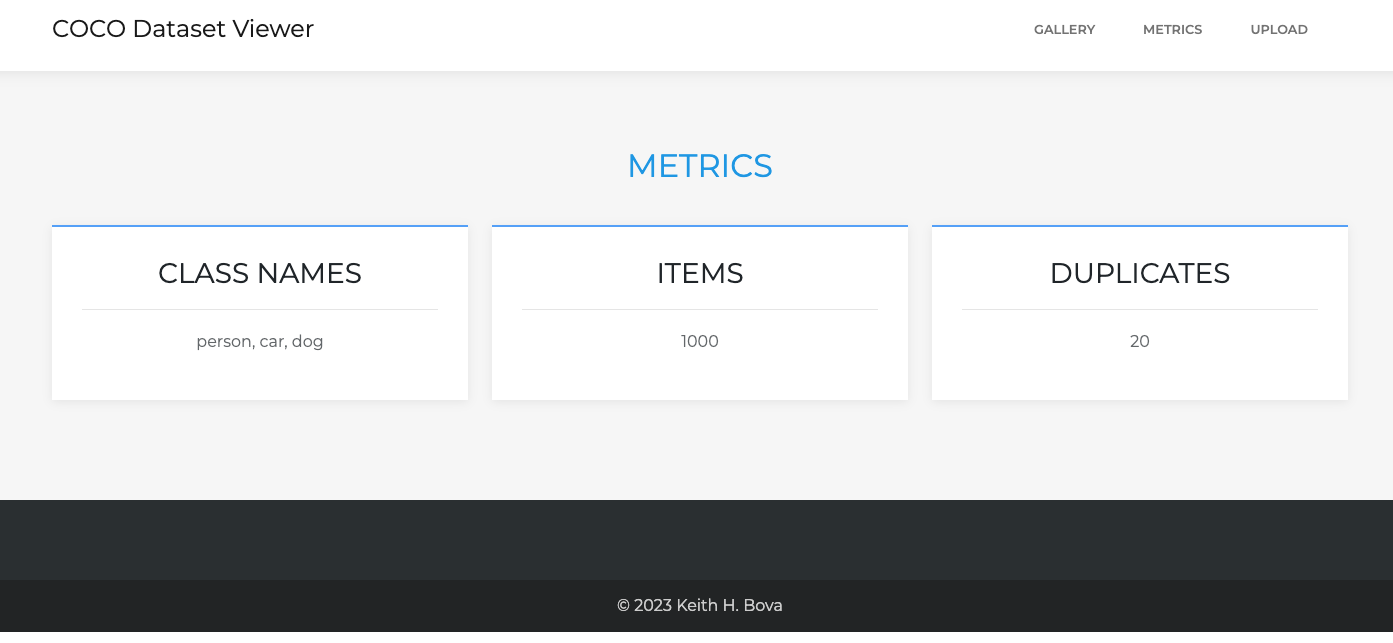 COCO Dataset Viewer
GALLERY METRICS UPLOAD
METRICS
CLASS NAMES
person, car, dog
ITEMS
1000
DUPLICATES
20
© 2023 Keith H. Bova